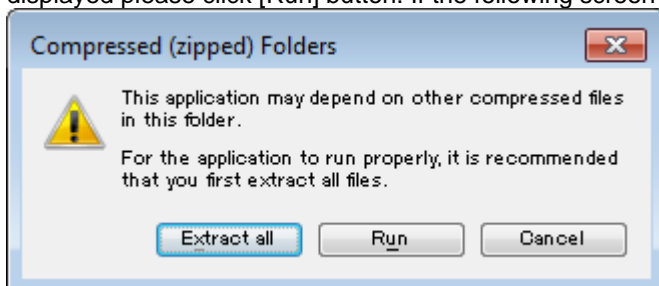 displayed please click [Run] button. If the following screen
Compressed (zipped) Folders
This application may depend on other compressed files
in this folder.
For the application to run properly, it is recommended
that you first extract all files.
Extract all Run Cancel